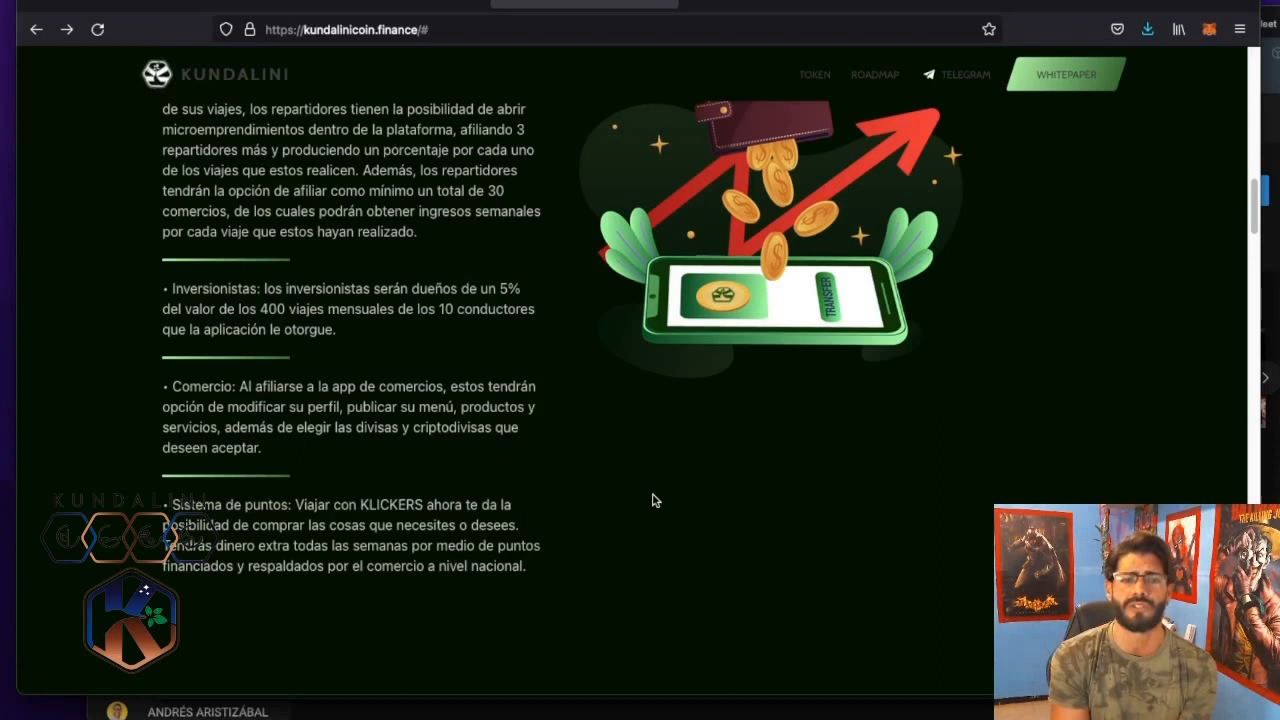 leet
https://kundalinicoin.finance/#
KUNDALINI
TOKEN
ROADMAP
TELEGRAM
WHITEPAPER
de sus viajes, los repartidores tienen la posibilidad de abrir
microemprendimientos dentro de la plataforma, afiliando 3
repartidores más y produciendo un porcentaje por cada uno
de los viajes que estos realicen. Además, los repartidores
tendrán la opción de afiliar como mínimo un total de 30
comercios, de los cuales podrán obtener ingresos semanales
por cada viaje que estos hayan realizado.
• Inversionistas: los inversionistas serán dueños de un 5%
del valor de los 400 viajes mensuales de los 10 conductores
que la aplicación le otorgue.
• Comercio: Al afiliarse a la app de comercios, estos tendrán
opción de modificar su perfil, publicar su menú, productos y
servicios, además de elegir las divisas y criptodivisas que
deseen aceptar.
• Sistema de puntos: Viajar con KLICKERS ahora te da la
posibilidad de comprar las cosas que necesites o desees.
Tendrás dinero extra todas las semanas por medio de puntos
financiados y respaldados por el comercio a nivel nacional.
TRANSFER
KUNDALINI
K
THE KILLING JOKE
ANDRÉS ARISTIZÁBAL